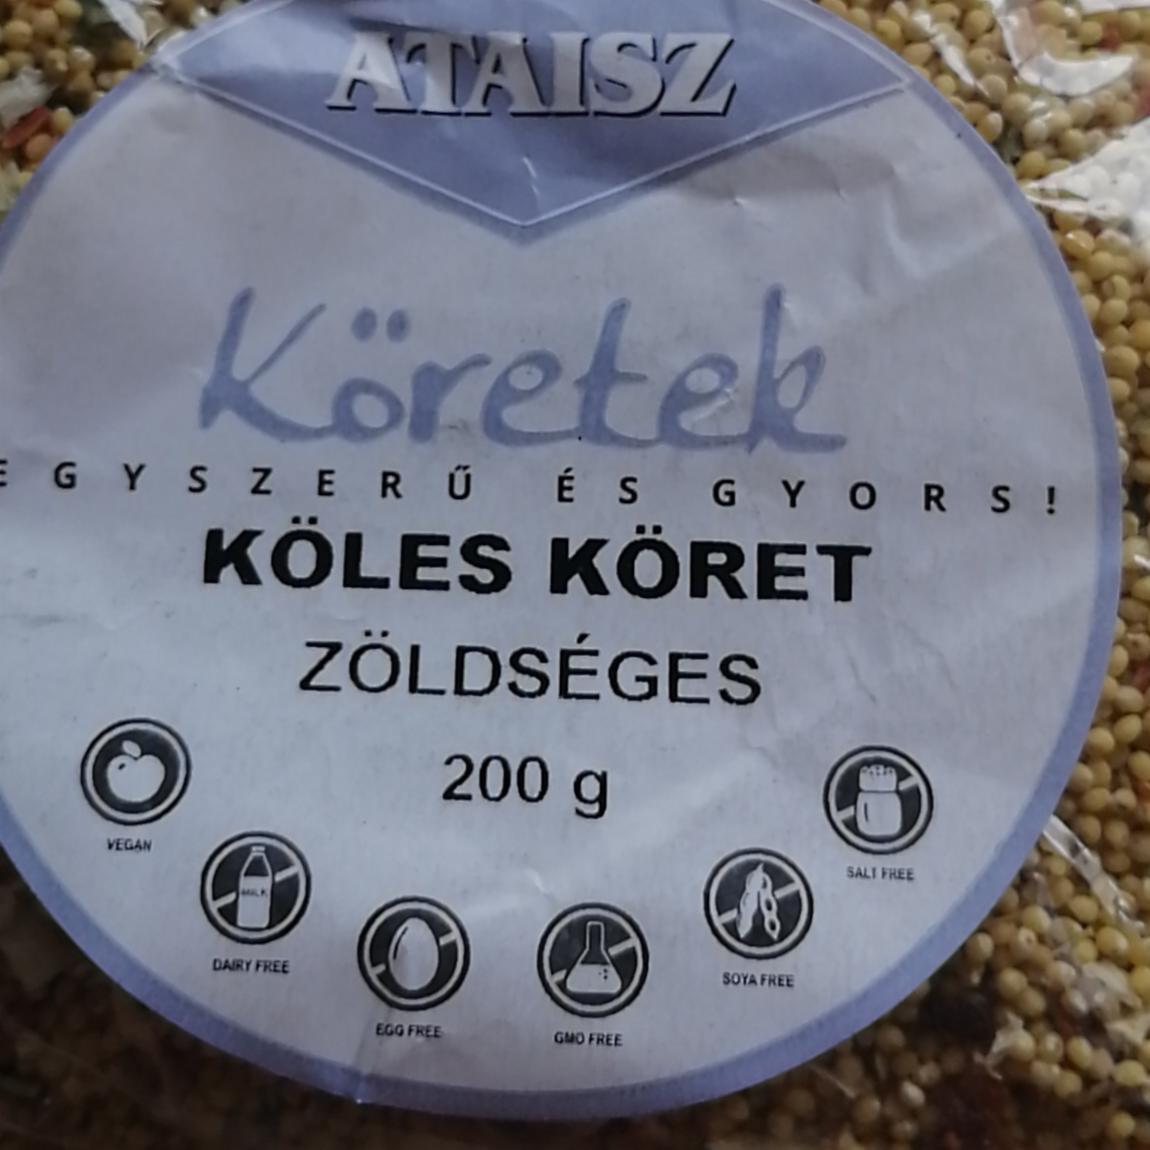 ATAISZ
Köretek
EGYSZERŰ ÉS GYORS!
KÖLES KÖRET
ZÖLDSÉGES
200 g
VEGAN
MILK
DAIRY FREE
EGG FREE
GMO FREE
SOYA FREE
SALT FREE